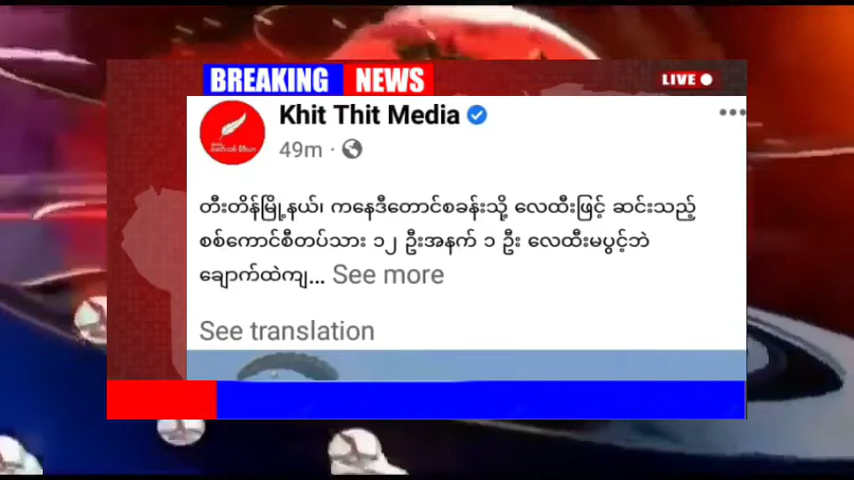 BREAKING NEWS
LIVE
Khit Thit Media
49m
တီးတိန်မြို့နယ်၊ ကနေဒီတောင်စခန်းသို့ လေထီးဖြင့် ဆင်းသည့်
စစ်ကောင်စီတပ်သား ၁၂ ဦးအနက် ၁ ဦး လေထီးမပွင့်ဘဲ
ချောက်ထဲကျ... See more
See translation